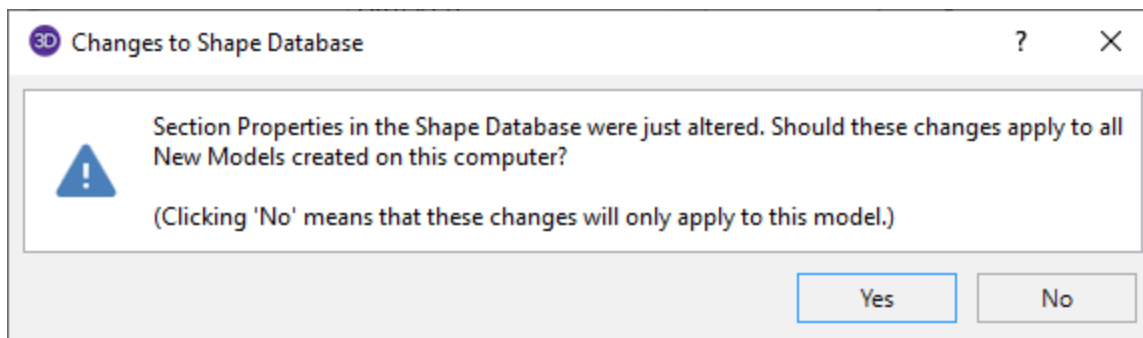 3D Changes to Shape Database ? X
Section Properties in the Shape Database were just altered. Should these changes apply to all
New Models created on this computer?
(Clicking 'No' means that these changes will only apply to this model.)
Yes No